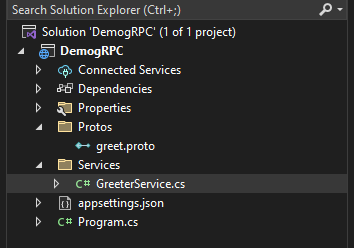 Search Solution Explorer (Ctrl+;)
Solution 'DemogRPC' (1 of 1 project)
DemogRPC
Connected Services
Dependencies
Properties
Protos
greet.proto
Services
C# GreeterService.cs
appsettings.json
C# Program.cs